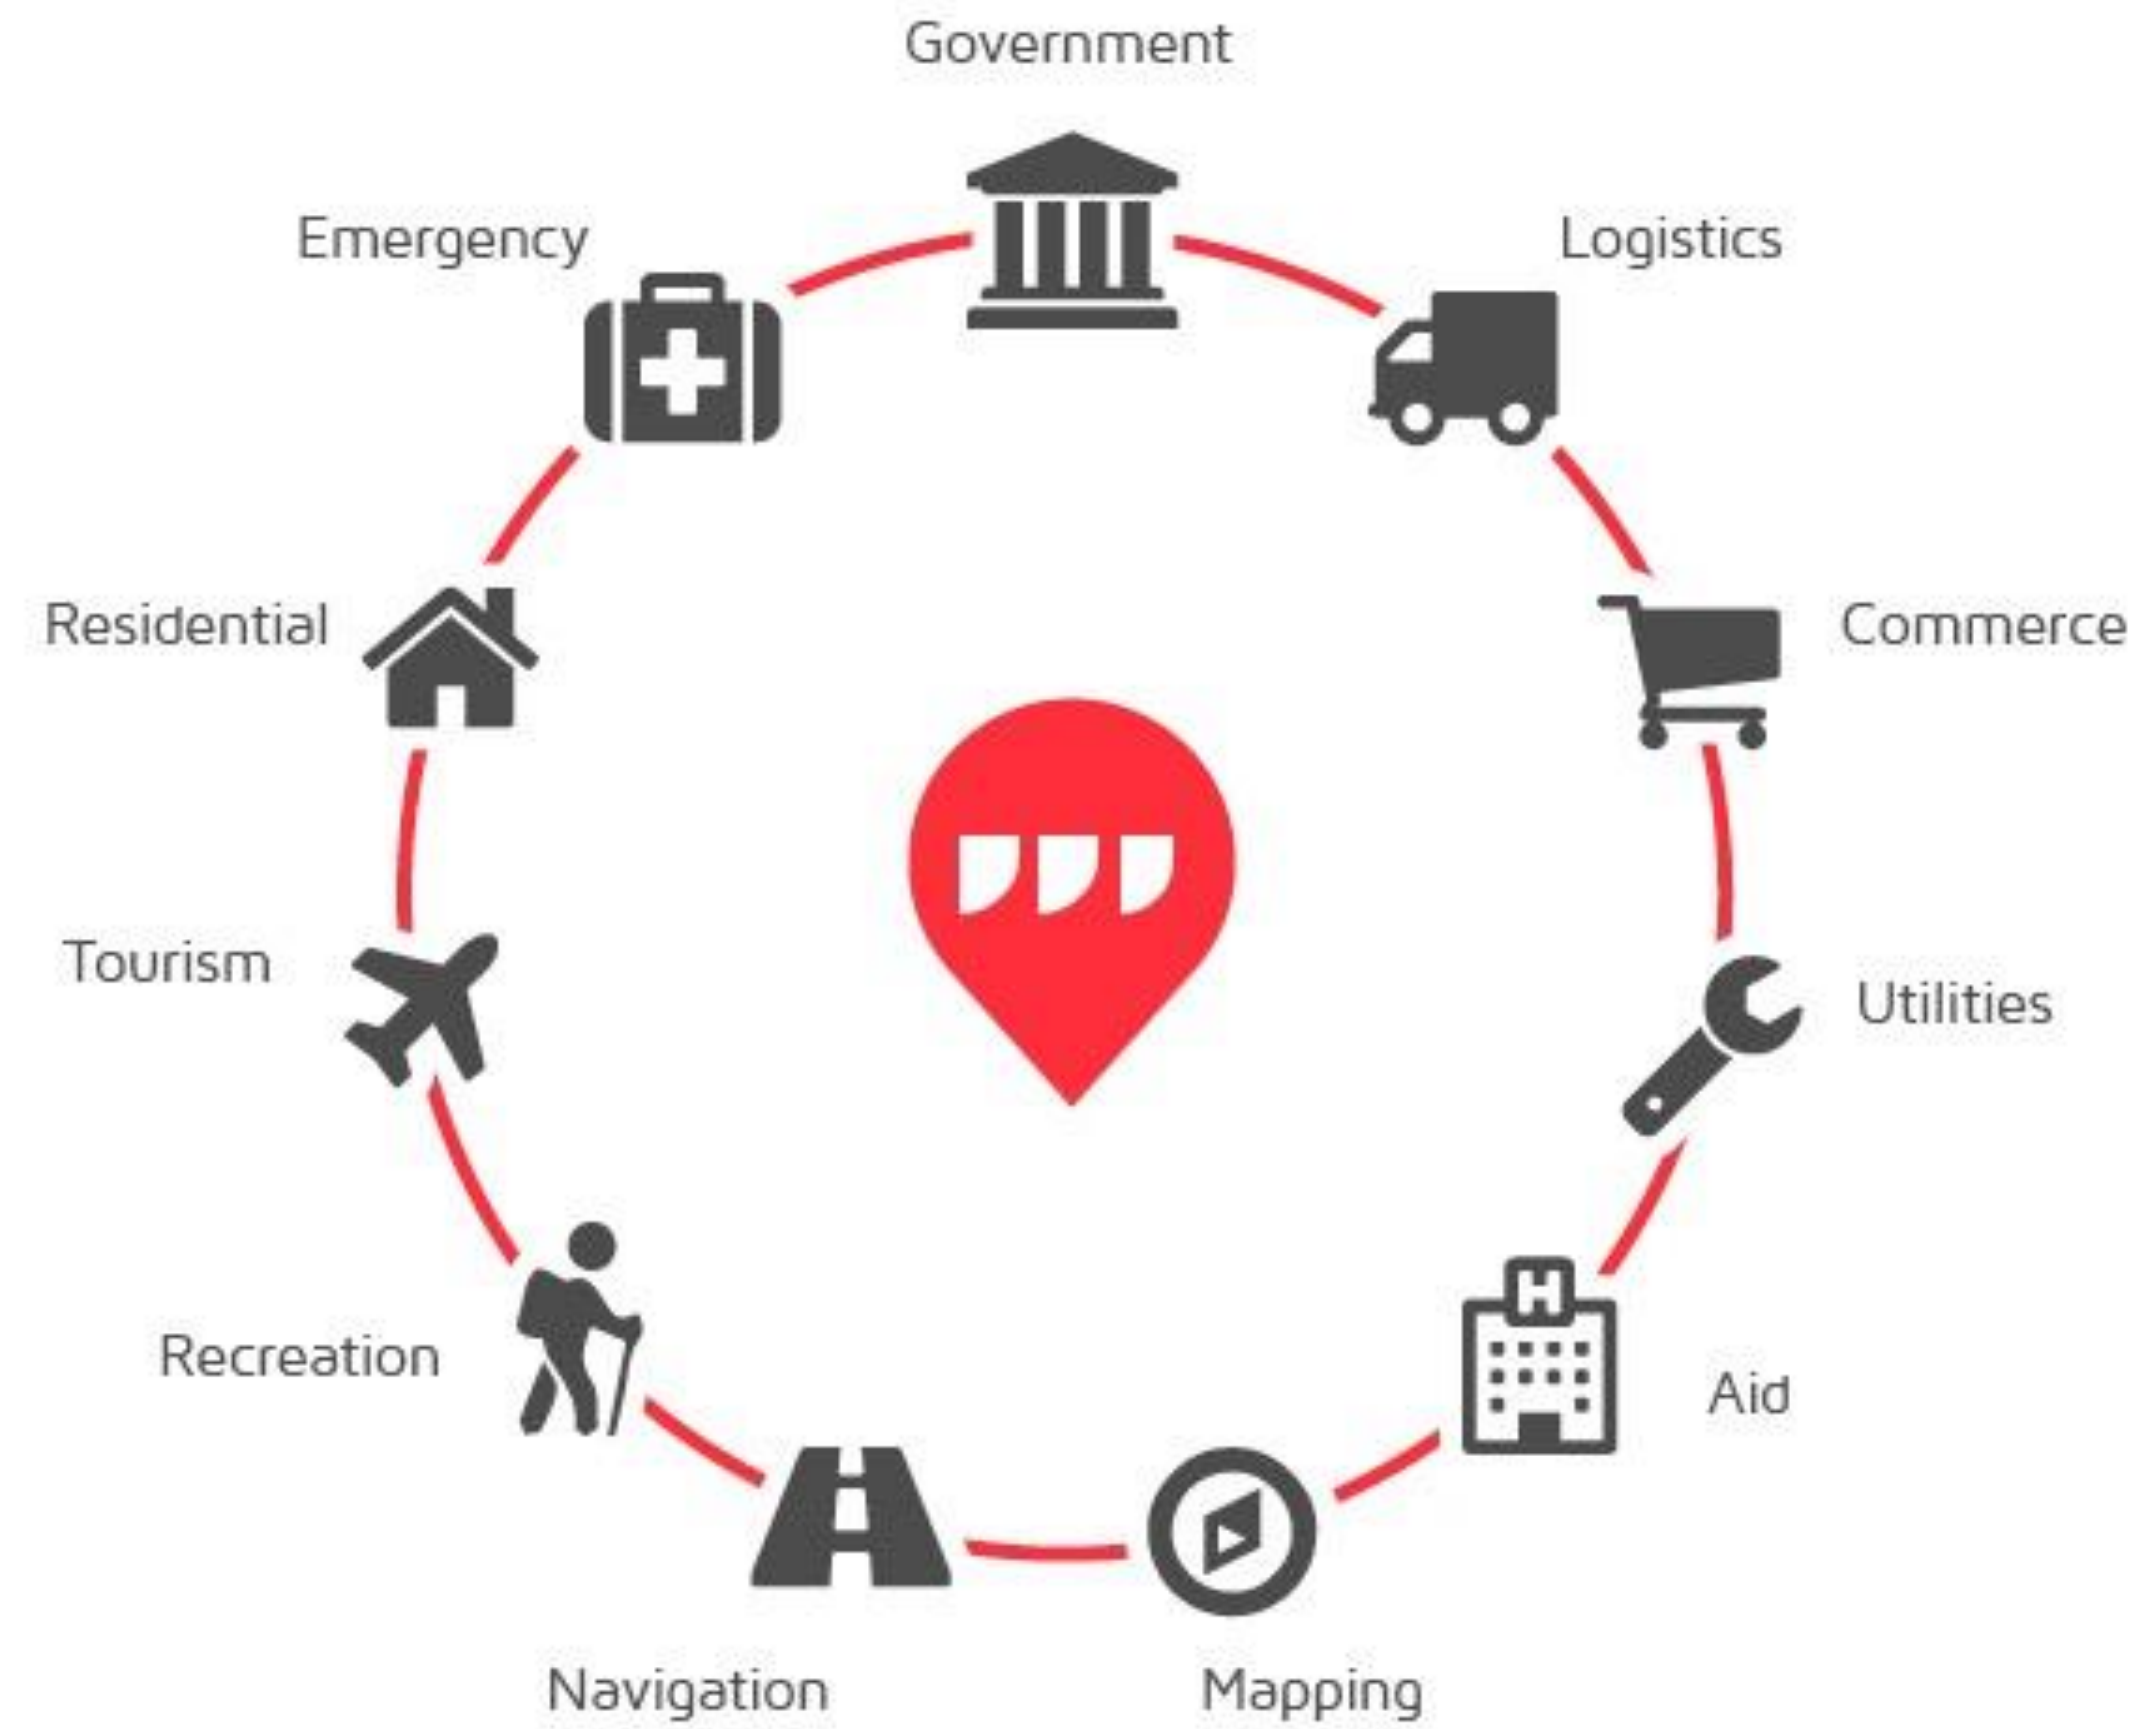 Government
Emergency
Logistics
Residential
Commerce
Tourism
Utilities
Recreation
Aid
Navigation
Mapping
H